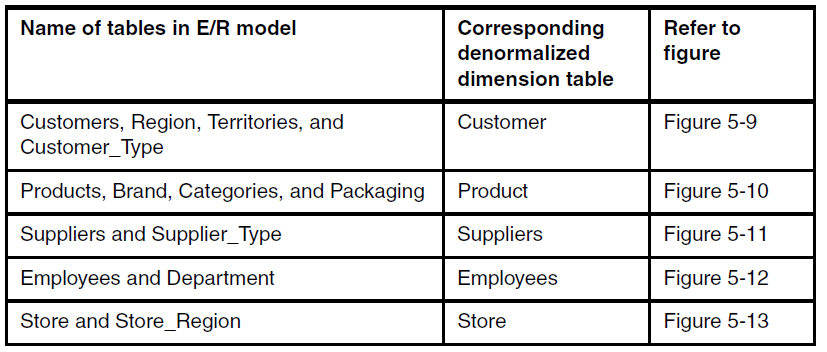 Name of tables in E/R model
Corresponding
denormalized
dimension table
Refer to
figure
Customers, Region, Territories, and
Customer_Type
Customer
Figure 5-9
Products, Brand, Categories, and Packaging
Product
Figure 5-10
Suppliers and Supplier_Type
Suppliers
Figure 5-11
Employees and Department
Employees
Figure 5-12
Store and Store_Region
Store
Figure 5-13